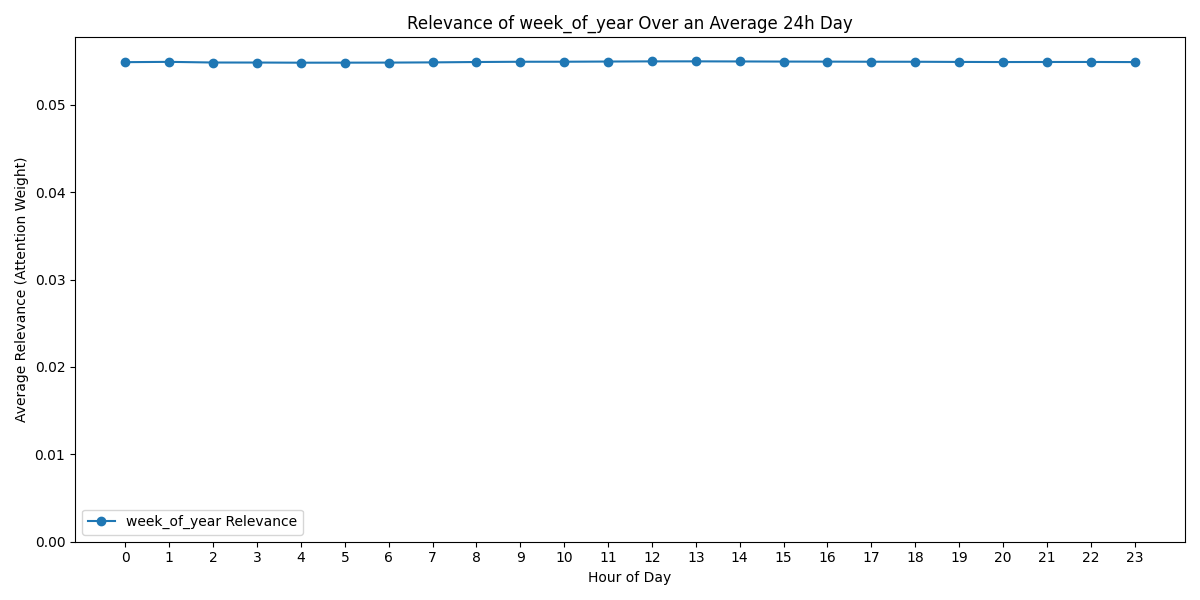 Relevance of week_of_year Over an Average 24h Day
Average Relevance (Attention Weight)
0.05
0.04
0.03
0.02
0.01
0.00
week_of_year Relevance
0 1 2 3 4 5 6 7 8 9 10 11 12 13 14 15 16 17 18 19 20 21 22 23
Hour of Day